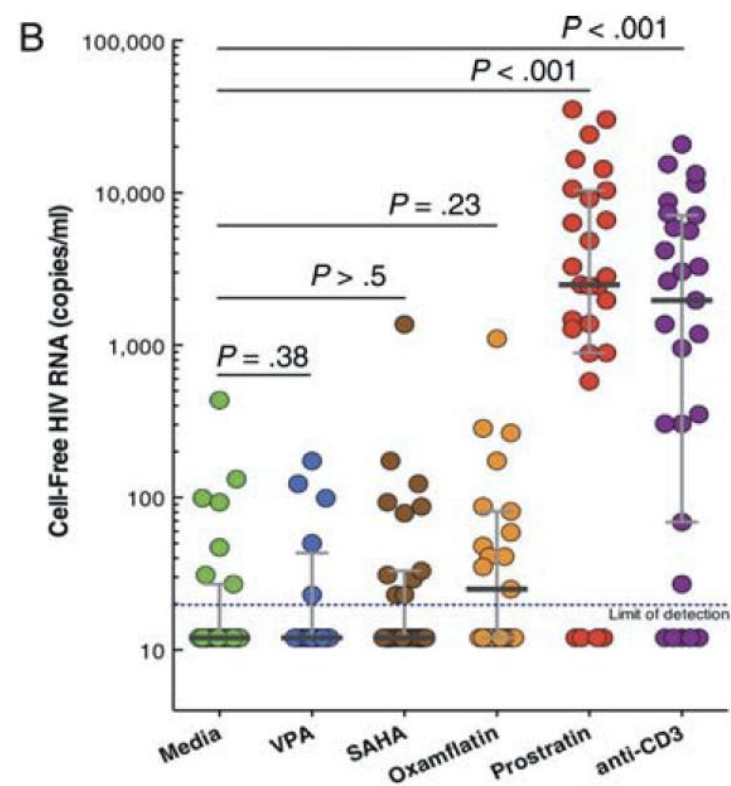 B
P < .001
P < .001
P = .23
P > .5
P = .38
100,000
10,000
1,000
100
10
Cell-Free HIV RNA (copies/ml)
Limit of detection
Media
VPA
SAHA
Oxamflatin
Prostratin
anti-CD3